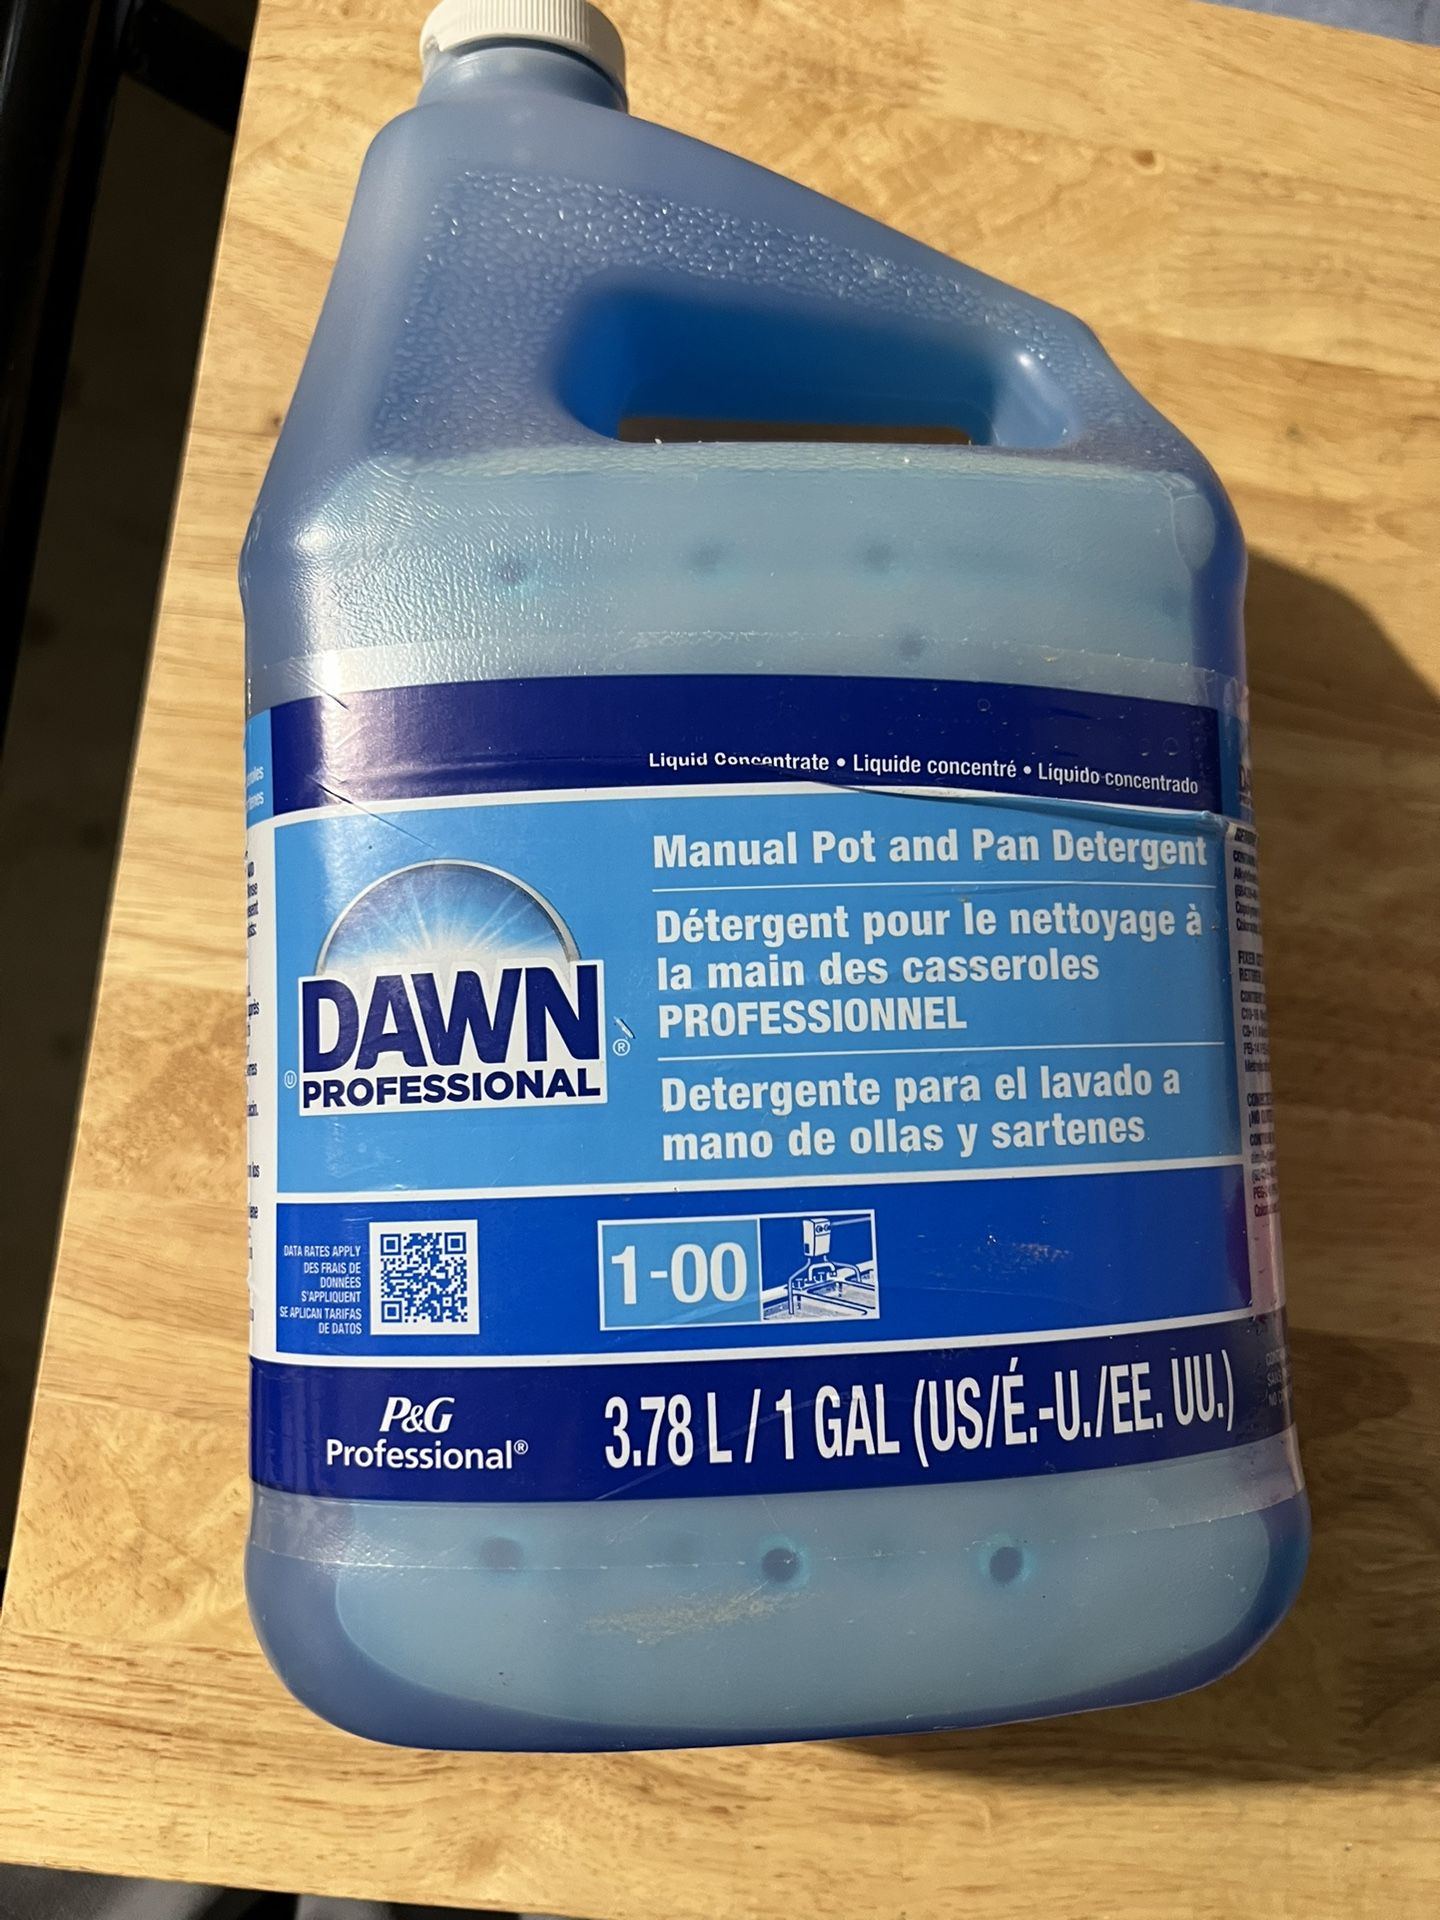 Liquid Concentrate • Liquide concentré • Líquido concentrado
Manual Pot and Pan Detergent
Détergent pour le nettoyage à
la main des casseroles
PROFESSIONNEL
Detergente para el lavado a
mano de ollas y sartenes
DAWN®
PROFESSIONAL
DATA RATES APPLY
DES FRAIS DE
DONNÉES
S'APPLIQUENT
SE APLICAN TARIFAS
DE DATOS
1-00
P&G
Professional®
3.78 L / 1 GAL (US/É.-U./EE. UU.)